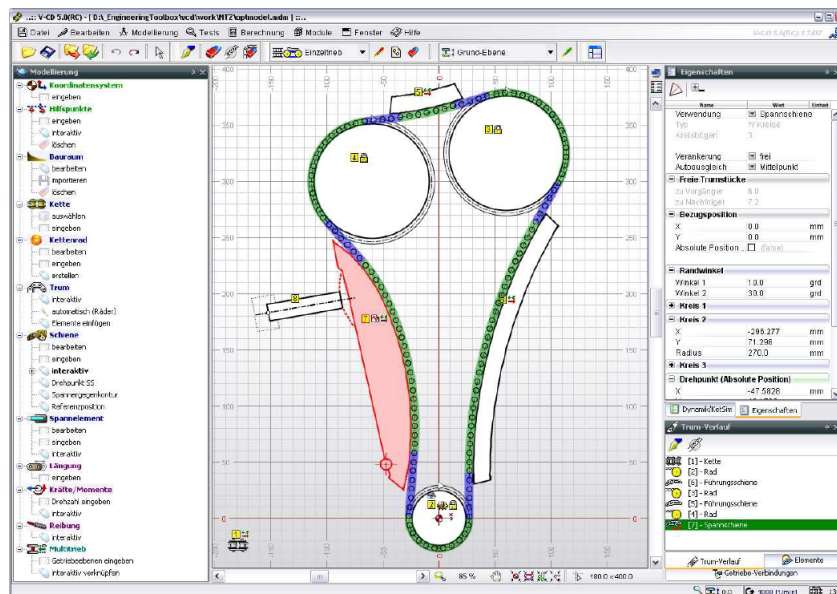 ..:: V-CD 5.0(RC) - [ D:\_EngineeringToolbox\vcd\work\MTZ\optmodel.mdm ] ::..
Datei Bearbeiten Modellierung Tests Berechnung Module Fenster Hilfe
Einzeltrieb
Grund-Ebene
Modellierung
Koordinatensystem
eingeben
Hilfspunkte
eingeben
interaktiv
löschen
Bauraum
bearbeiten
importieren
löschen
Kette
auswählen
eingeben
Kettenrad
bearbeiten
eingeben
erstellen
Trum
interaktiv
automatisch (Räder)
Elemente einfügen
Schiene
bearbeiten
eingeben
interaktiv
Drehpunkt SS
Spannergegenkontur
Referenzposition
Spannelement
bearbeiten
eingeben
interaktiv
Längung
eingeben
Kräfte/Momente
Drehzahl eingeben
interaktiv
Reibung
interaktiv
Multitrieb
Getriebeebenen eingeben
interaktiv verknüpfen
85 %
180.0 x 400.0
Eigenschaften
Name Wert Einheit
Verwendung Spannschiene
Typ
Kreisbögen 3
Verankerung frei
Autoausgleich Mittelpunkt
Freie Trumstücke
zu Vorgänger 6.0
zu Nachfolger 7.2
Bezugsposition
X 0.0 mm
Y 0.0 mm
Absolute Position ... (false)
Randwinkel
Winkel 1 10.0 grd
Winkel 2 30.0 grd
Kreis 1
Kreis 2
X -296.277 mm
Y 71.298 mm
Radius 270.0 mm
Kreis 3
Drehpunkt (Absolute Position)
X -47.5828 mm
Dynamik/KetSim Eigenschaften
Trum-Verlauf
[1] - Kette
[2] - Rad
[6] - Führungsschiene
[3] - Rad
[5] - Führungsschiene
[4] - Rad
[7] - Spannschiene
Trum-Verlauf Elemente
Getriebe-Verbindungen